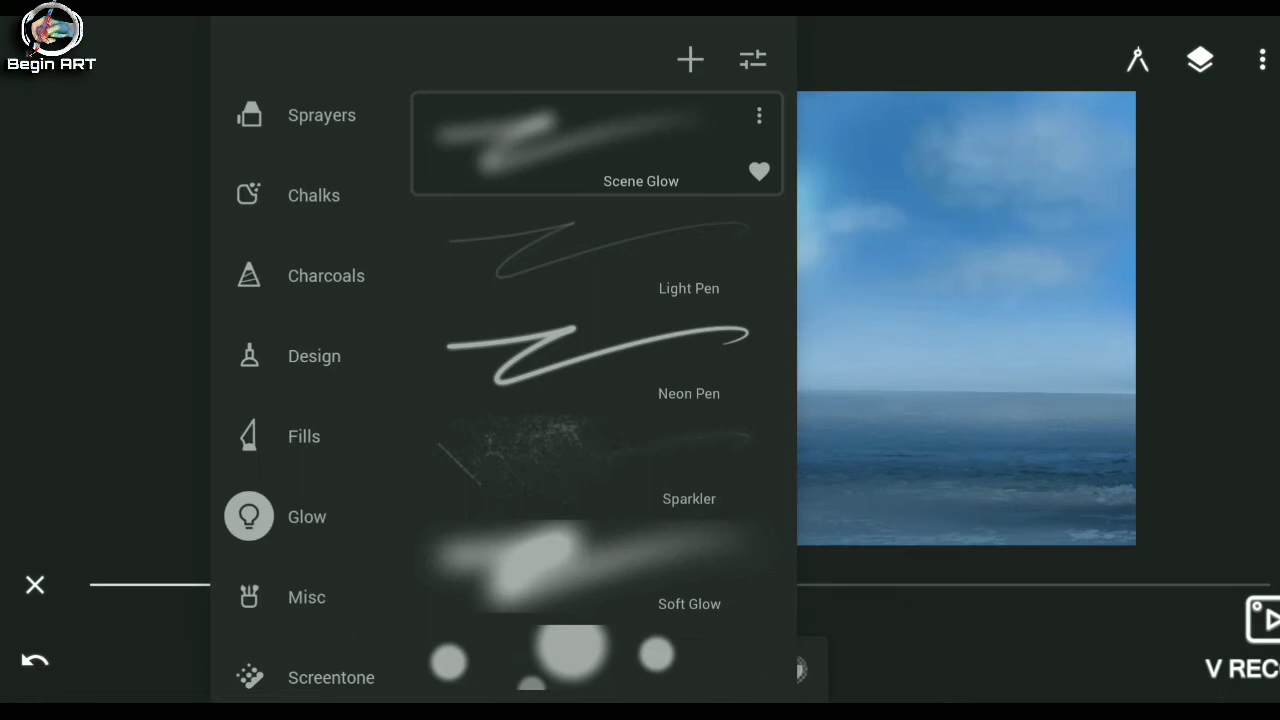 Begin ART
Sprayers
Chalks
Charcoals
Design
Fills
Glow
Misc
Screentone
Scene Glow
Light Pen
Neon Pen
Sparkler
Soft Glow
V REC